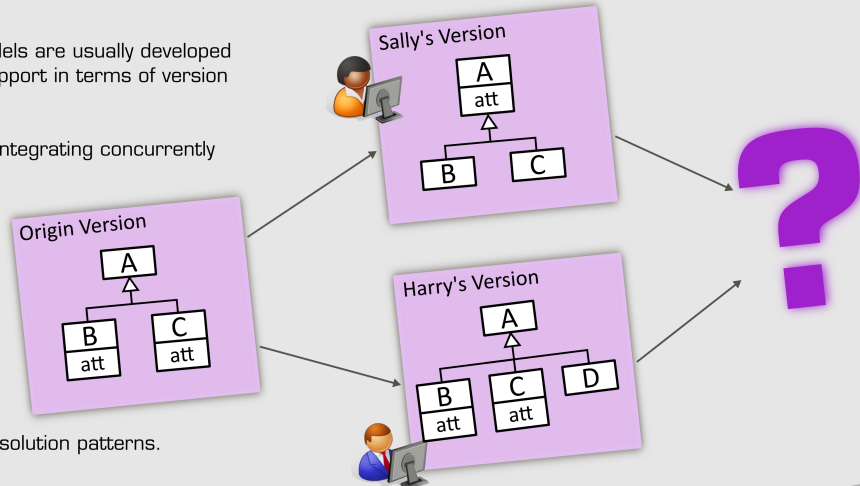 dels are usually developed
pport in terms of version
ntegrating concurrently
solution patterns.
Origin Version
A
B
att
C
att
Sally's Version
A
att
B
C
Harry's Version
A
B
att
C
att
D
?